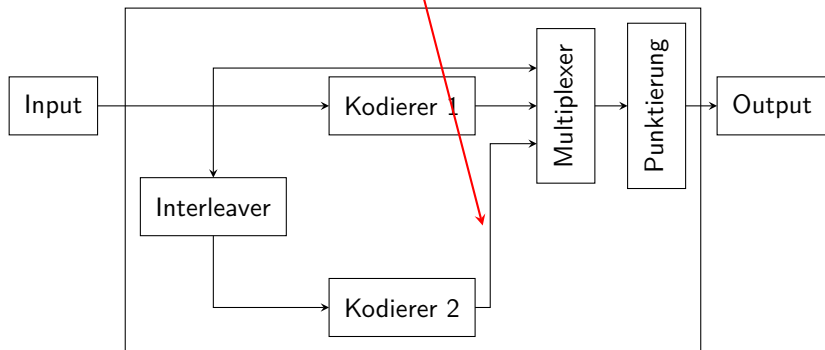 Input
Kodierer 1
Multiplexer
Punktierung
Output
Interleaver
Kodierer 2